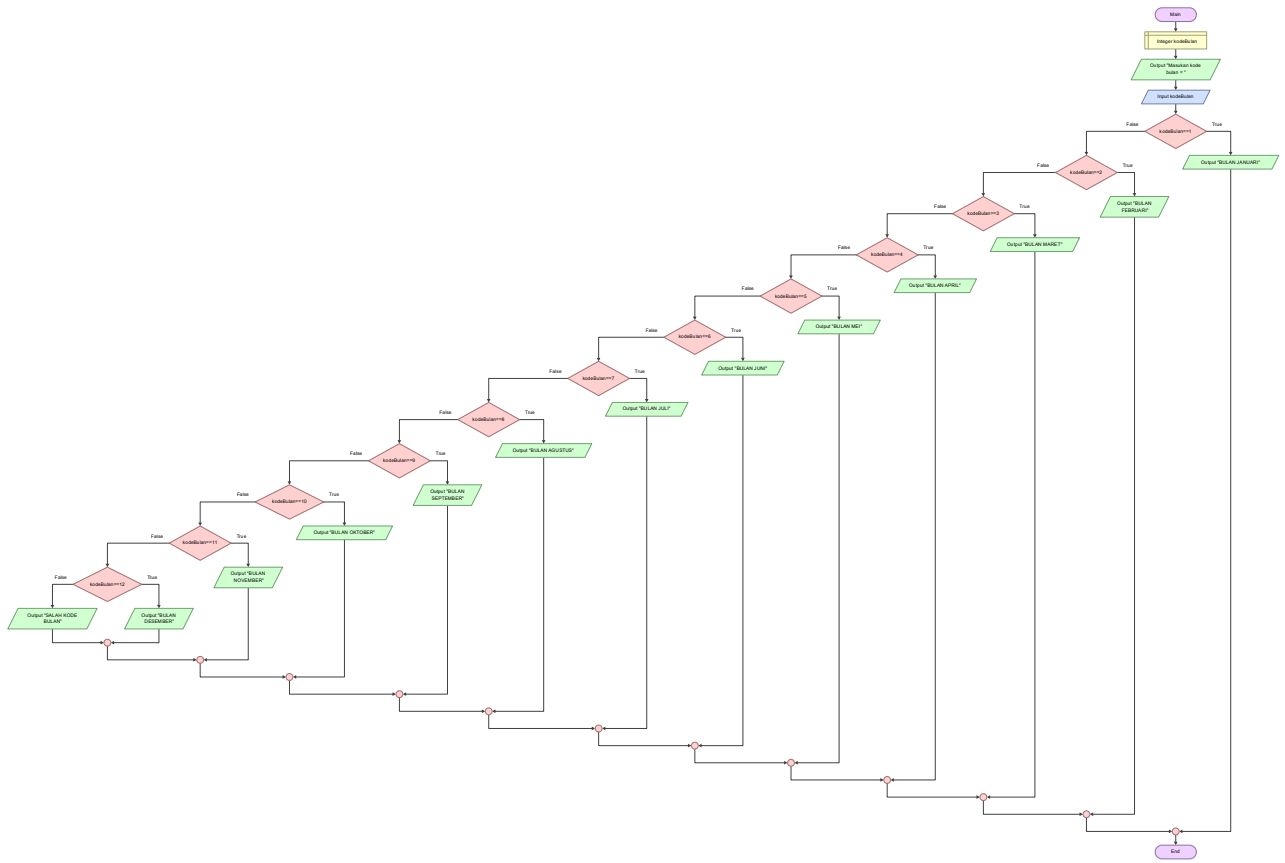 Main
Integer kodeBulan
Output "Masukan kode
bulan = "
Input kodeBulan
False
kodeBulan==1
True
Output "BULAN JANUARI"
False
kodeBulan==2
True
Output "BULAN
FEBRUARI"
False
kodeBulan==3
True
Output "BULAN MARET"
False
kodeBulan==4
True
Output "BULAN APRIL"
False
kodeBulan==5
True
Output "BULAN MEI"
False
kodeBulan==6
True
Output "BULAN JUNI"
False
kodeBulan==7
True
Output "BULAN JULI"
False
kodeBulan==8
True
Output "BULAN AGUSTUS"
False
kodeBulan==9
True
Output "BULAN
SEPTEMBER"
False
kodeBulan==10
True
Output "BULAN OKTOBER"
False
kodeBulan==11
True
Output "BULAN
NOVEMBER"
False
kodeBulan==12
True
Output "SALAH KODE
BULAN"
Output "BULAN
DESEMBER"
End